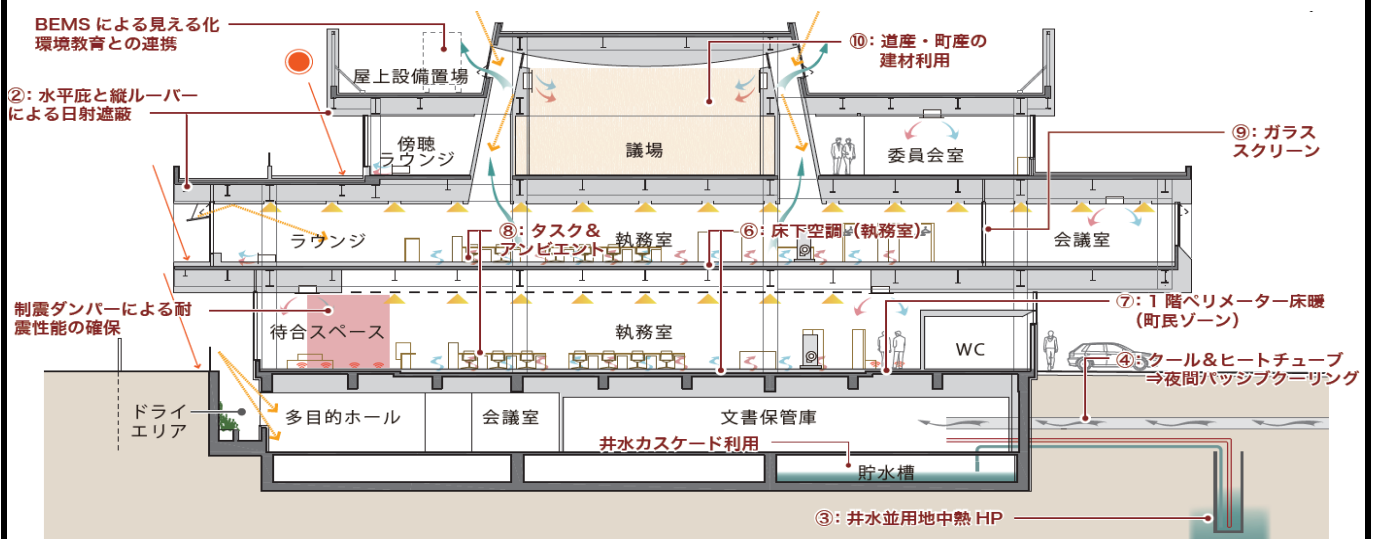 BEMS による見える化
環境教育との連携
屋上設備置場
⑩：道産・町産の
建材利用
②：水平庇と縦ルーバー
による日射遮蔽
傍聴
ラウンジ
議場
委員会室
⑨：ガラス
スクリーン
ラウンジ
⑧：タスク＆
アンビエント
執務室
⑥：床下空調（執務室）
会議室
制震ダンパーによる耐
震性能の確保
待合スペース
執務室
WC
⑦：1 階ペリメーター床暖
（町民ゾーン）
④：クール＆ヒートチューブ
⇒夜間パッシブクーリング
ドライ
エリア
多目的ホール
会議室
文書保管庫
井水カスケード利用
貯水槽
③：井水並用地中熱 HP